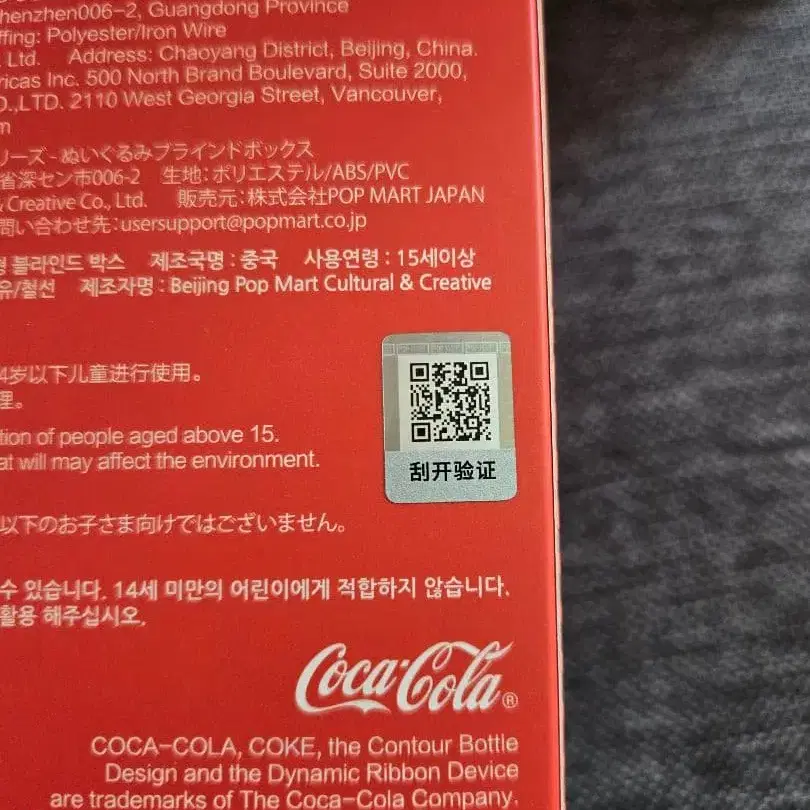 henzhen006-2, Guangdong Province
ffing: Polyester/Iron Wire
Ltd. Address: Chaoyang District, Beijing, China.
ricas Inc. 500 North Brand Boulevard, Suite 2000,
O.,LTD. 2110 West Georgia Street, Vancouver,
m
リーズ - ぬいぐるみブラインドボックス
省深セン市006-2 生地:ポリエステル/ABS/PVC
& Creative Co., Ltd. 販売元:株式会社POP MART JAPAN
問い合わせ先:usersupport@popmart.co.jp
형 블라인드 박스 제조국명 : 중국 사용연령 : 15세이상
유/철선 제조자명 : Beijing Pop Mart Cultural & Creative
4岁以下儿童进行使用。
理。
tion of people aged above 15.
at will may affect the environment.
刮开验证
以下のお子さま向けではございません。
수 있습니다. 14세 미만의 어린이에게 적합하지 않습니다.
활용 해주십시오.
Coca-Cola®
COCA-COLA, COKE, the Contour Bottle
Design and the Dynamic Ribbon Device
are trademarks of The Coca-Cola Company.